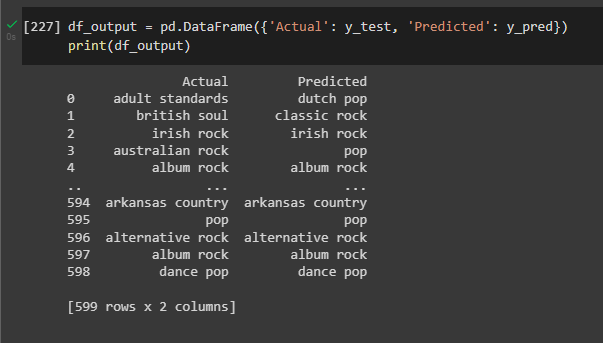 [227] df_output = pd.DataFrame({'Actual': y_test, 'Predicted': y_pred})
0s
print(df_output)
Actual Predicted
0 adult standards dutch pop
1 british soul classic rock
2 irish rock irish rock
3 australian rock pop
4 album rock album rock
.. ... ...
594 arkansas country arkansas country
595 pop pop
596 alternative rock alternative rock
597 album rock album rock
598 dance pop dance pop
[599 rows x 2 columns]